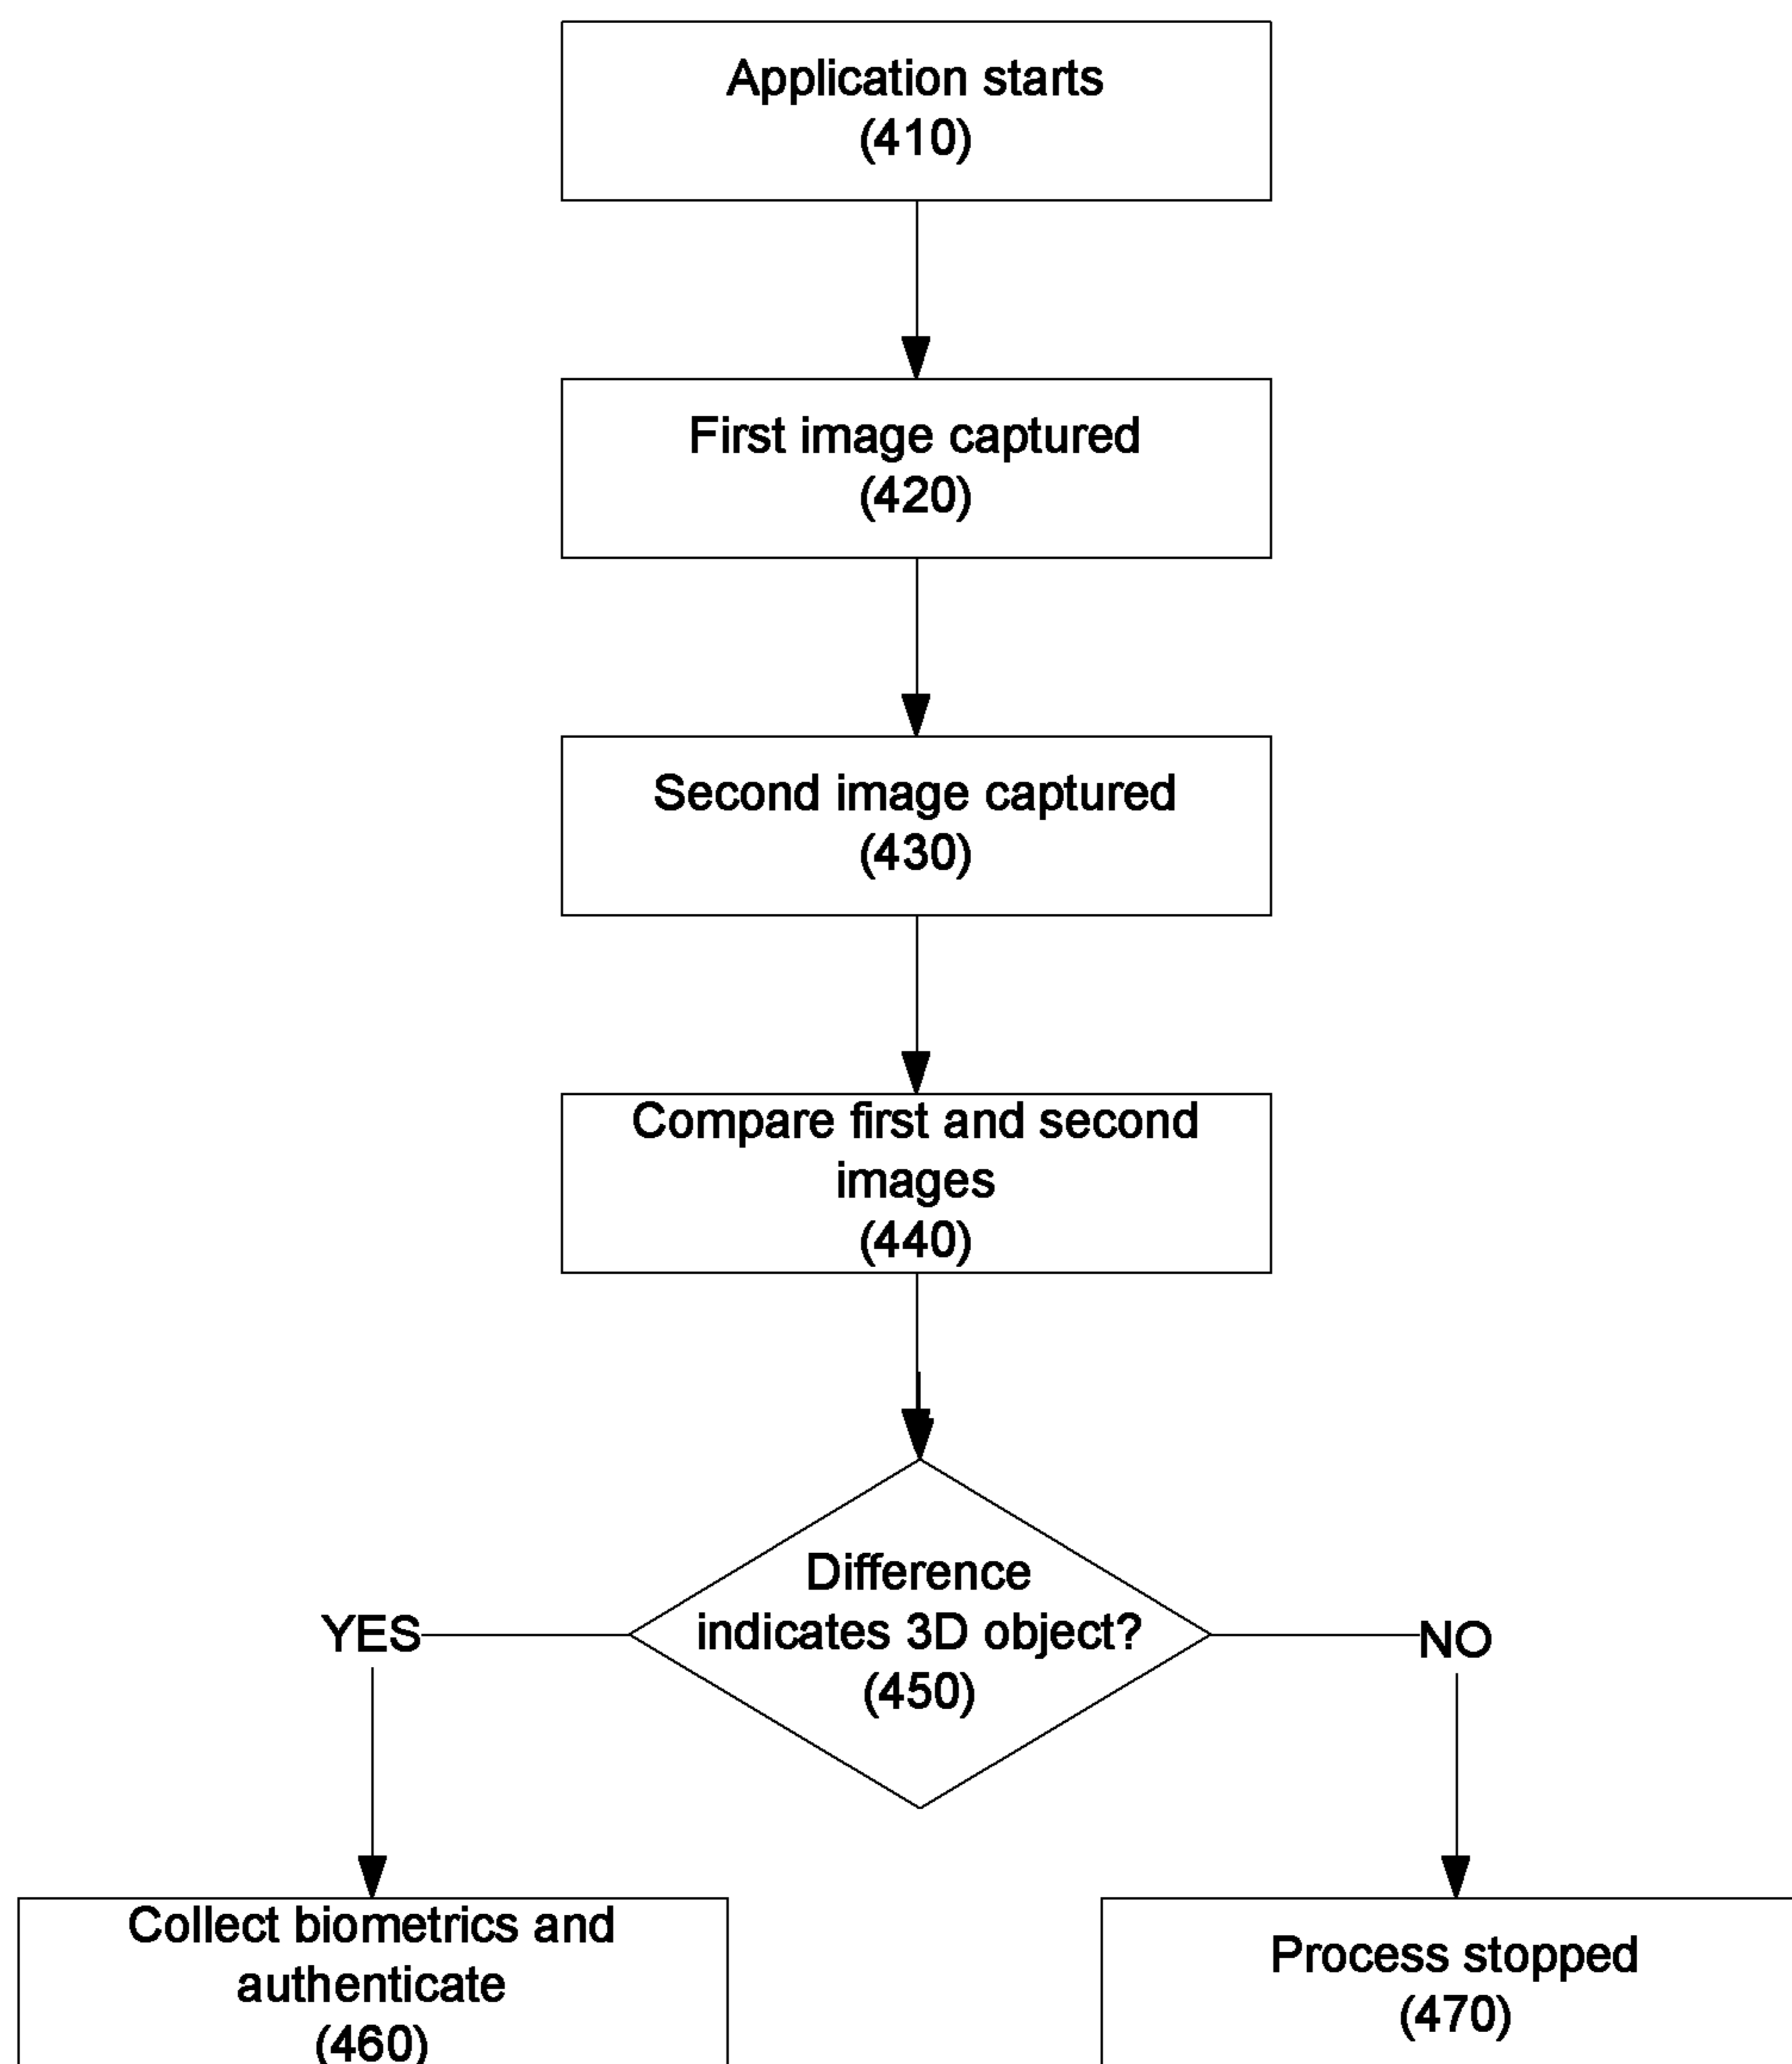 Application starts
(410)
First image captured
(420)
Second image captured
(430)
Compare first and second
images
(440)
Difference
indicates 3D object?
(450)
YES
NO
Collect biometrics and
authenticate
(460)
Process stopped
(470)